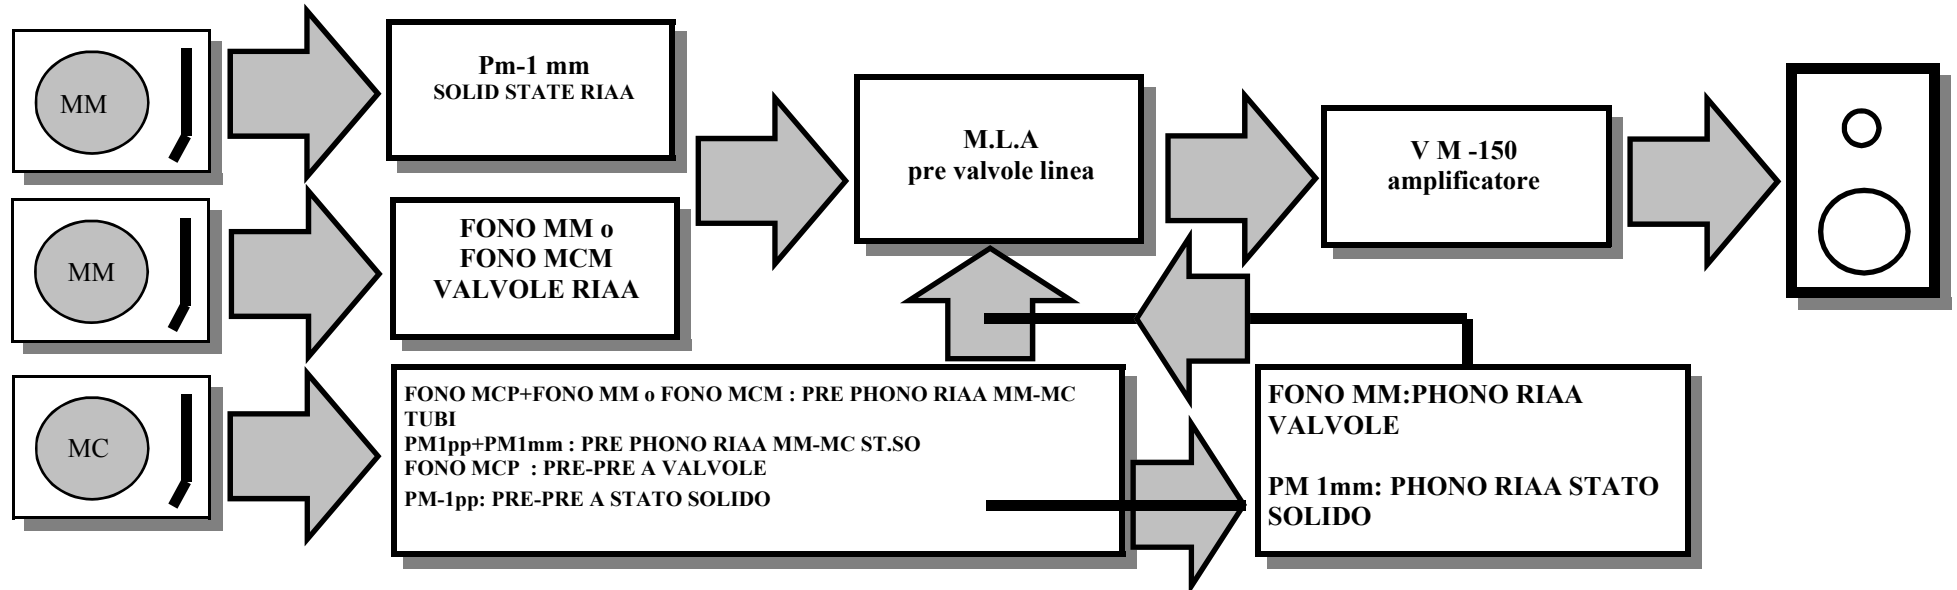 MM
Pm-1 mm
SOLID STATE RIAA
MM
FONO MM o
FONO MCM
VALVOLE RIAA
MC
FONO MCP+FONO MM o FONO MCM : PRE PHONO RIAA MM-MC
TUBI
PM1pp+PM1mm : PRE PHONO RIAA MM-MC ST.SO
FONO MCP : PRE-PRE A VALVOLE
PM-1pp: PRE-PRE A STATO SOLIDO
M.L.A
pre valvole linea
V M -150
amplificatore
FONO MM:PHONO RIAA
VALVOLE
PM 1mm: PHONO RIAA STATO
SOLIDO